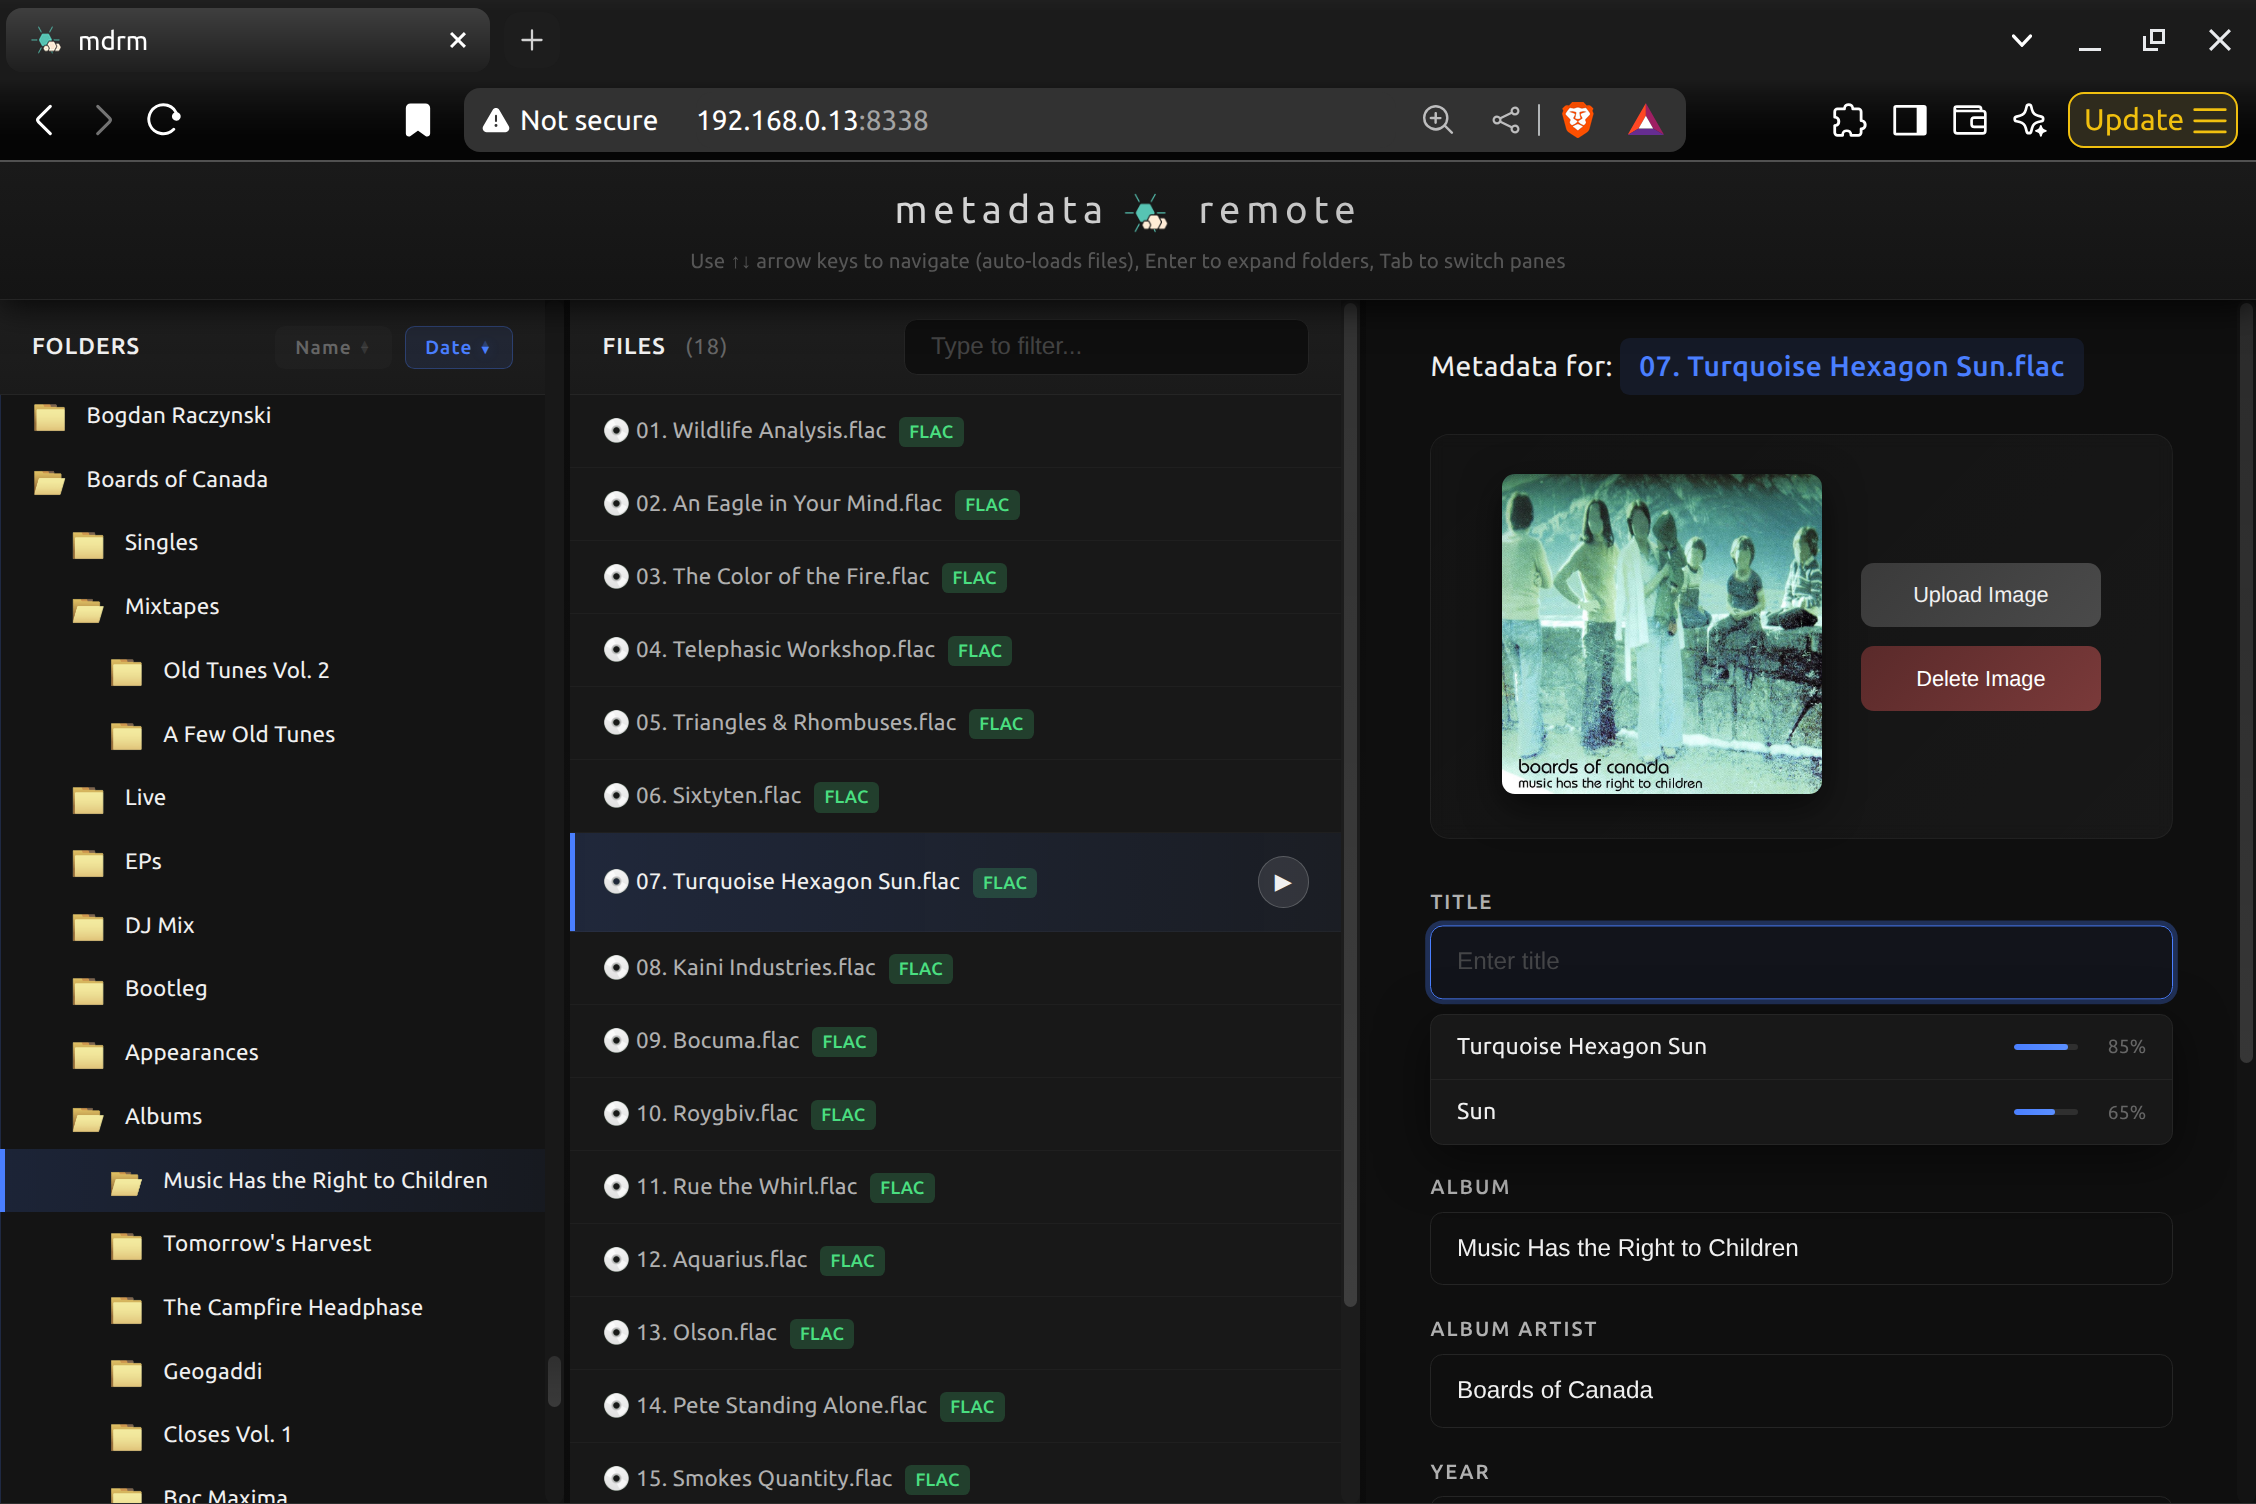 mdrm
Not secure 192.168.0.13:8338
Update
metadata remote
Use ↑↓ arrow keys to navigate (auto-loads files), Enter to expand folders, Tab to switch panes
FOLDERS
Name
Date
Bogdan Raczynski
Boards of Canada
Singles
Mixtapes
Old Tunes Vol. 2
A Few Old Tunes
Live
EPs
DJ Mix
Bootleg
Appearances
Albums
Music Has the Right to Children
Tomorrow's Harvest
The Campfire Headphase
Geogaddi
Closes Vol. 1
Boc Maxima
FILES (18)
Type to filter...
01. Wildlife Analysis.flac FLAC
02. An Eagle in Your Mind.flac FLAC
03. The Color of the Fire.flac FLAC
04. Telephasic Workshop.flac FLAC
05. Triangles & Rhombuses.flac FLAC
06. Sixtyten.flac FLAC
07. Turquoise Hexagon Sun.flac FLAC
08. Kaini Industries.flac FLAC
09. Bocuma.flac FLAC
10. Roygbiv.flac FLAC
11. Rue the Whirl.flac FLAC
12. Aquarius.flac FLAC
13. Olson.flac FLAC
14. Pete Standing Alone.flac FLAC
15. Smokes Quantity.flac FLAC
Metadata for: 07. Turquoise Hexagon Sun.flac
boards of canada
music has the right to children
Upload Image
Delete Image
TITLE
Enter title
Turquoise Hexagon Sun 85%
Sun 65%
ALBUM
Music Has the Right to Children
ALBUM ARTIST
Boards of Canada
YEAR